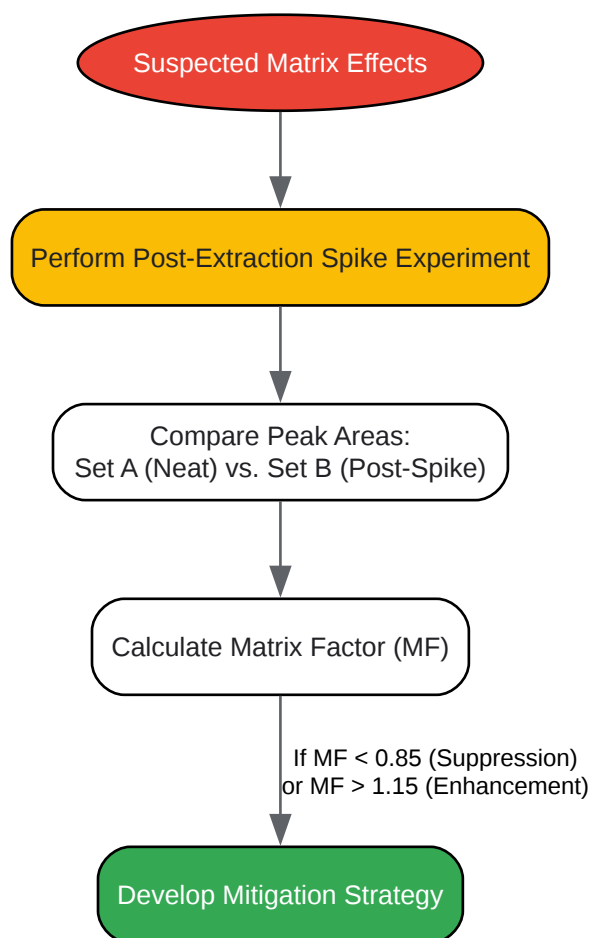 Suspected Matrix Effects
Perform Post-Extraction Spike Experiment
Compare Peak Areas:
Set A (Neat) vs. Set B (Post-Spike)
Calculate Matrix Factor (MF)
If MF < 0.85 (Suppression)
or MF > 1.15 (Enhancement)
Develop Mitigation Strategy